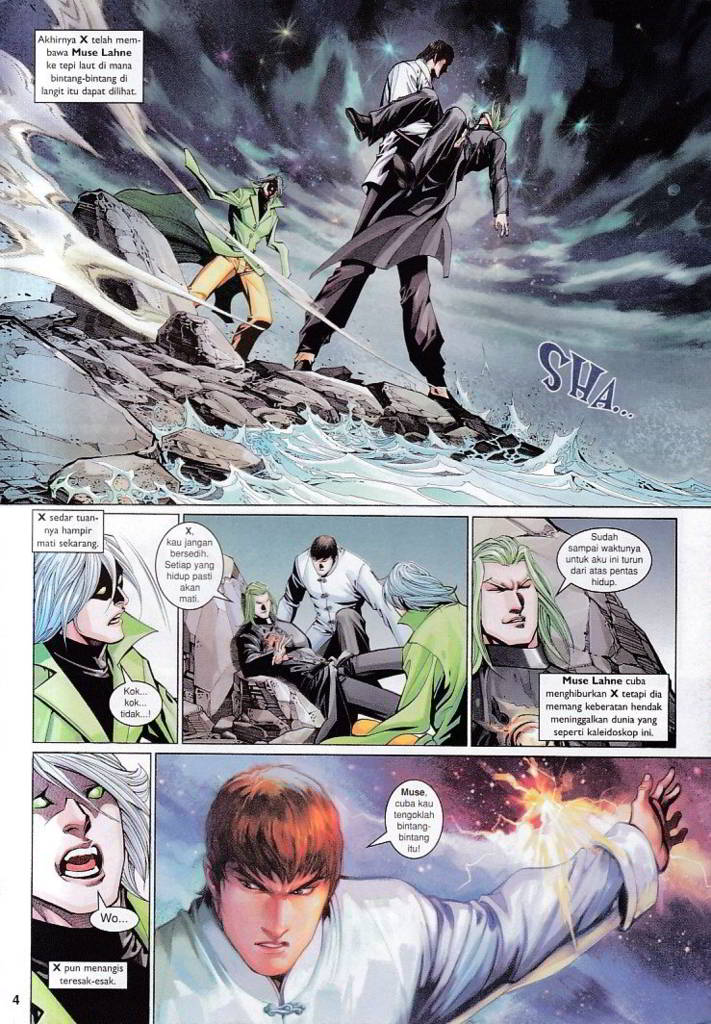 Akhirnya X telah mem-
bawa Muse Lahne
ke tepi laut di mana
bintang-bintang di
langit itu dapat dilihat.
SHA...
X sedar tuan-
nya hampir
mati sekarang.
Kok...
kok...
tidak...!
X,
kau jangan
bersedih.
Setiap yang
hidup pasti
akan
mati.
Sudah
sampai waktunya
untuk aku ini turun
dari atas pentas
hidup.
Muse Lahne cuba
menghiburkan X tetapi dia
memang keberatan hendak
meninggalkan dunia yang
seperti kaleidoskop ini.
Wo...
X pun menangis
teresak-esak.
Muse,
cuba kau
tengoklah
bintang-
bintang
itu!
4